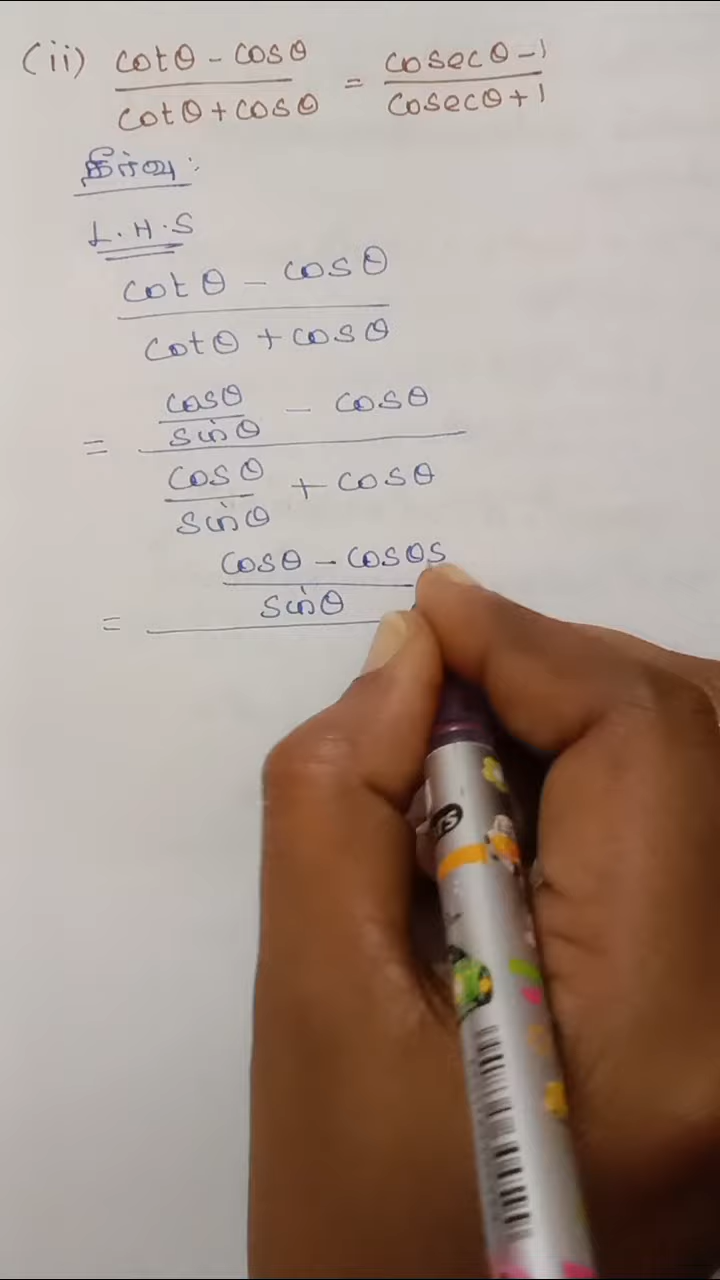 (ii) cotθ - cosθ / cotθ + cosθ = cosecθ - 1 / cosecθ + 1
தீர்வு:
L.H.S
cotθ - cosθ / cotθ + cosθ
= cosθ/sinθ - cosθ / cosθ/sinθ + cosθ
= cosθ - cosθs / sinθ